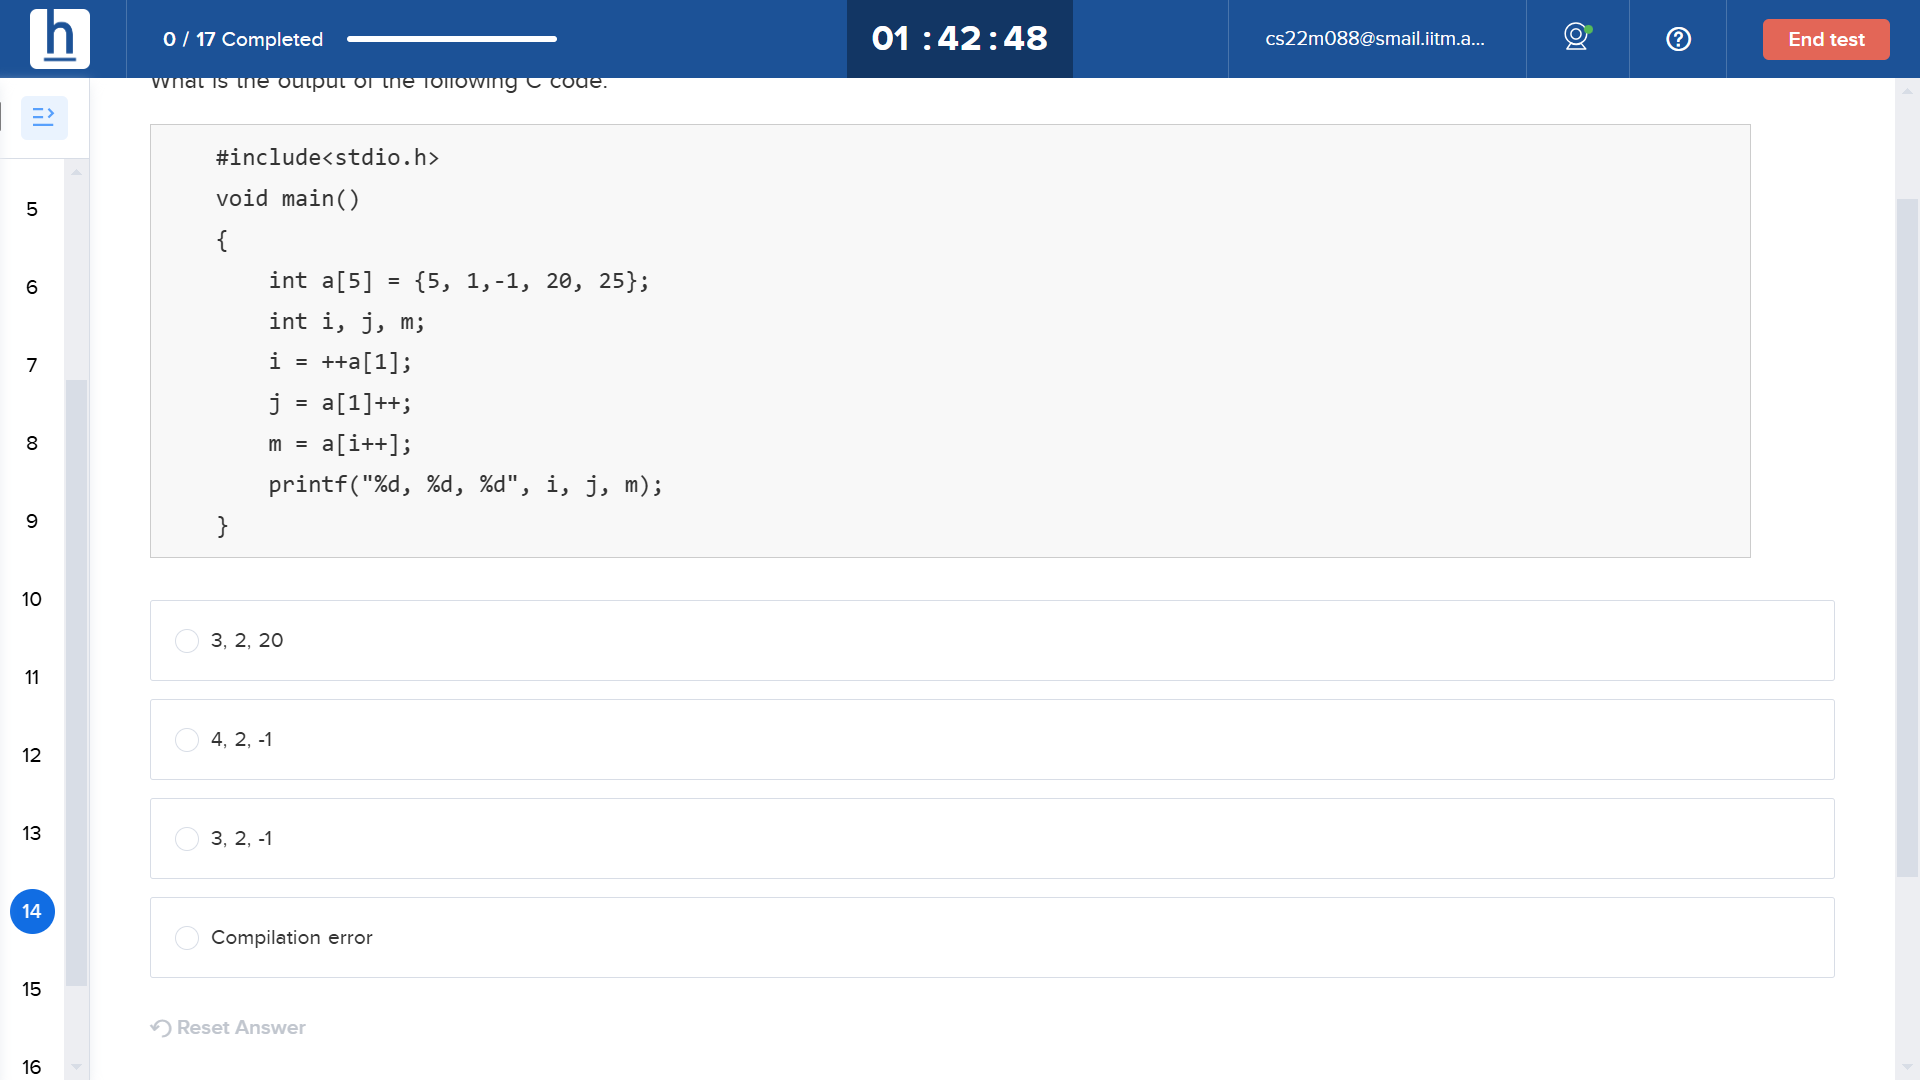 h
0 / 17 Completed
01 : 42 : 48
cs22m088@smail.iitm.a...
End test
What is the output of the following C code.
#include<stdio.h>
void main()
{
int a[5] = {5, 1,-1, 20, 25};
int i, j, m;
i = ++a[1];
j = a[1]++;
m = a[i++];
printf("%d, %d, %d", i, j, m);
}
3, 2, 20
4, 2, -1
3, 2, -1
Compilation error
Reset Answer
5
6
7
8
9
10
11
12
13
14
15
16